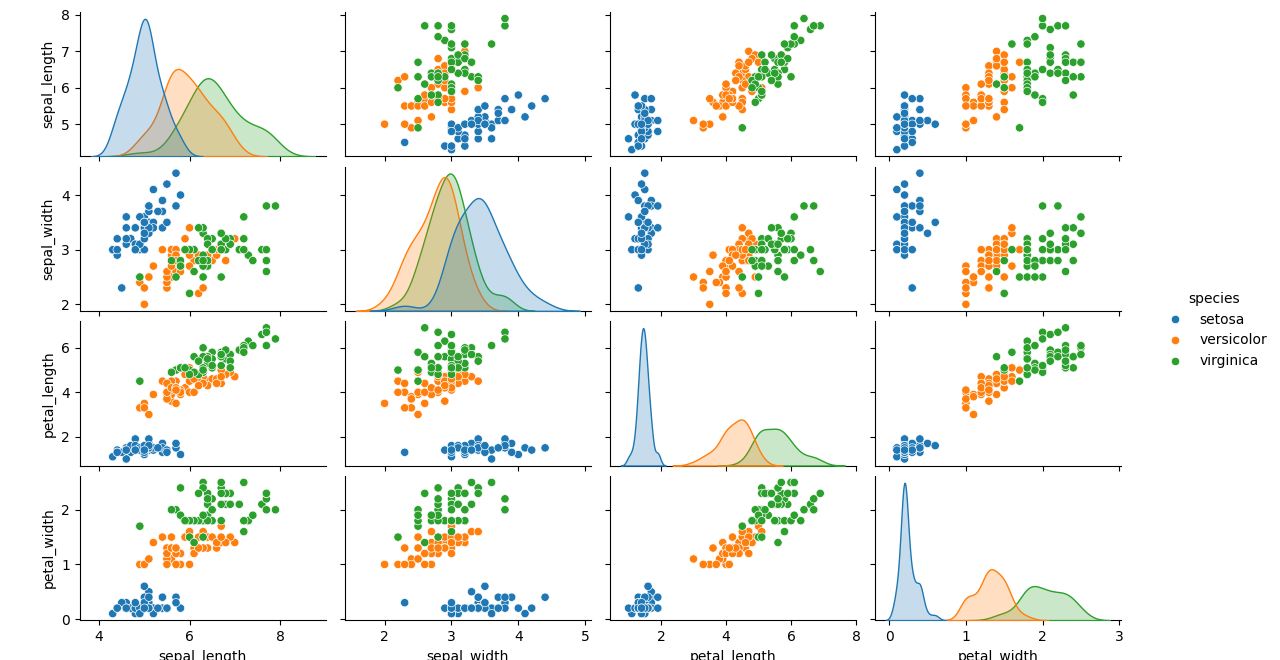 sepal_length
8
7
6
5
sepal_width
4
3
2
petal_length
6
4
2
petal_width
2
1
0
4 6 8
2 3 4 5
2 4 6 8
0 1 2 3
sepal_length
sepal_width
petal_length
petal_width
species
setosa
versicolor
virginica